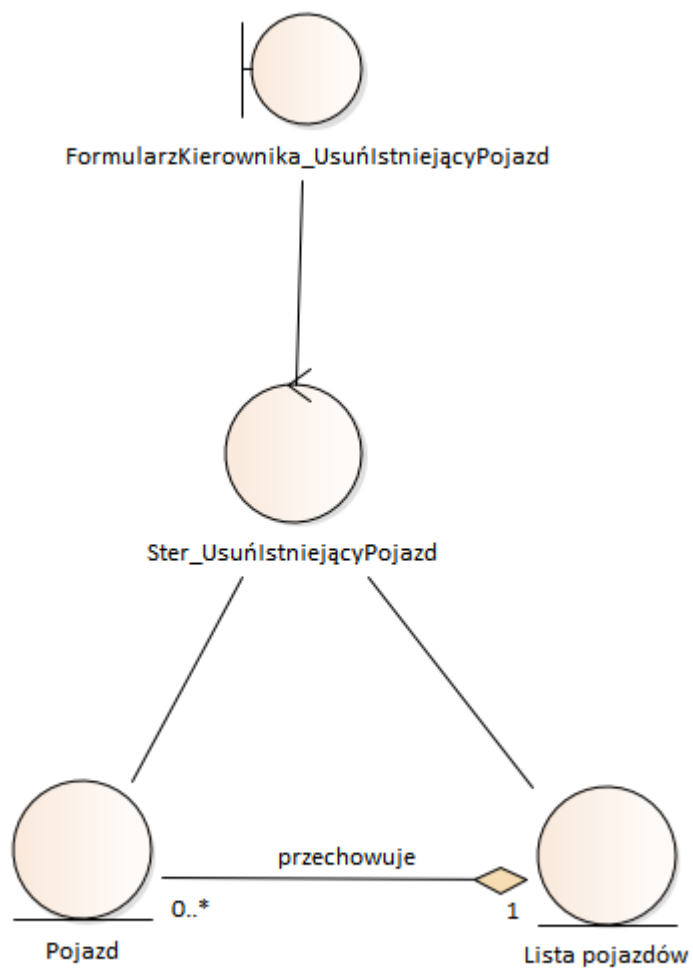 FormularzKierownika_UsuńIstniejącyPojazd
Ster_UsuńIstniejącyPojazd
przechowuje
0..*
1
Pojazd
Lista pojazdów